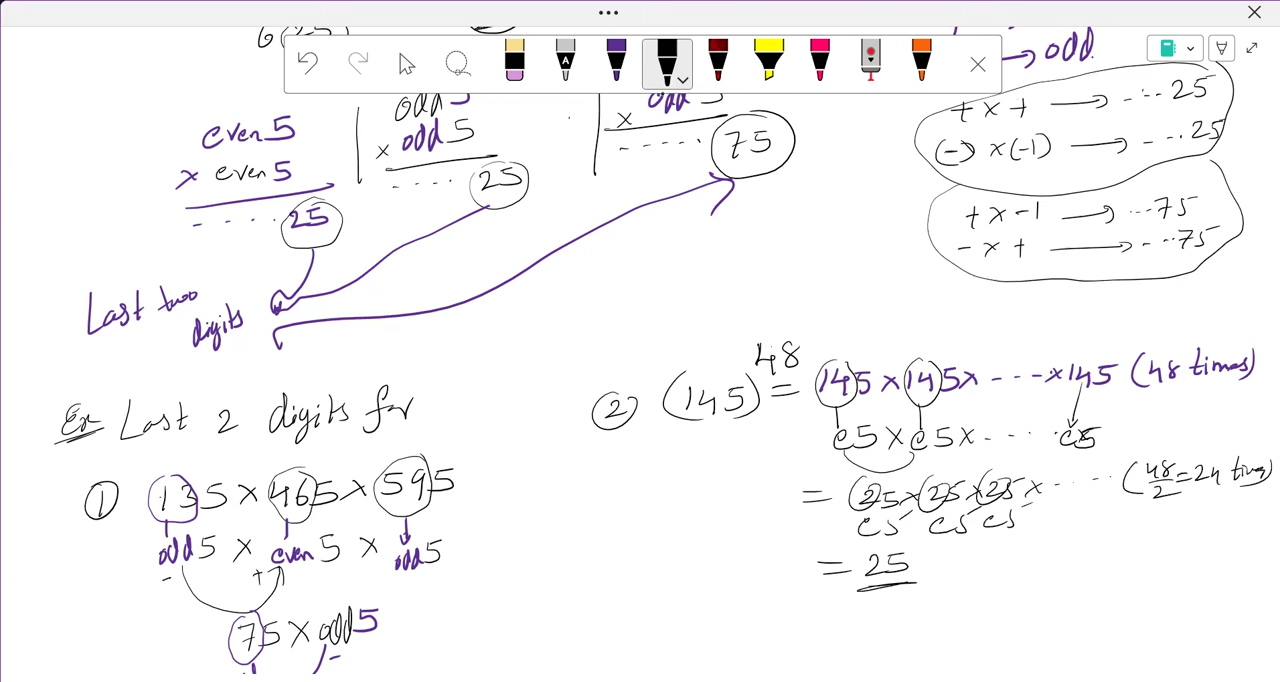 odd
+ x + → ---25
(-) x (-1) → ---25
+ x -1 → ---75
- x + → ---75
even 5
x even 5
----25
odd 5
x odd 5
----25
odd 5
x
-----75
Last two
digits
Ex Last 2 digits for
① 135 x 465 x 595
odd 5 x even 5 x odd 5
- +
75 x odd 5
-
② (145)^48 = 145 x 145 x ---- x 145 (48 times)
e5 x e5 x ---- e5
= 25 x 25 x 25 x ---- (48/2 = 24 times)
e5 e5 e5
= 25